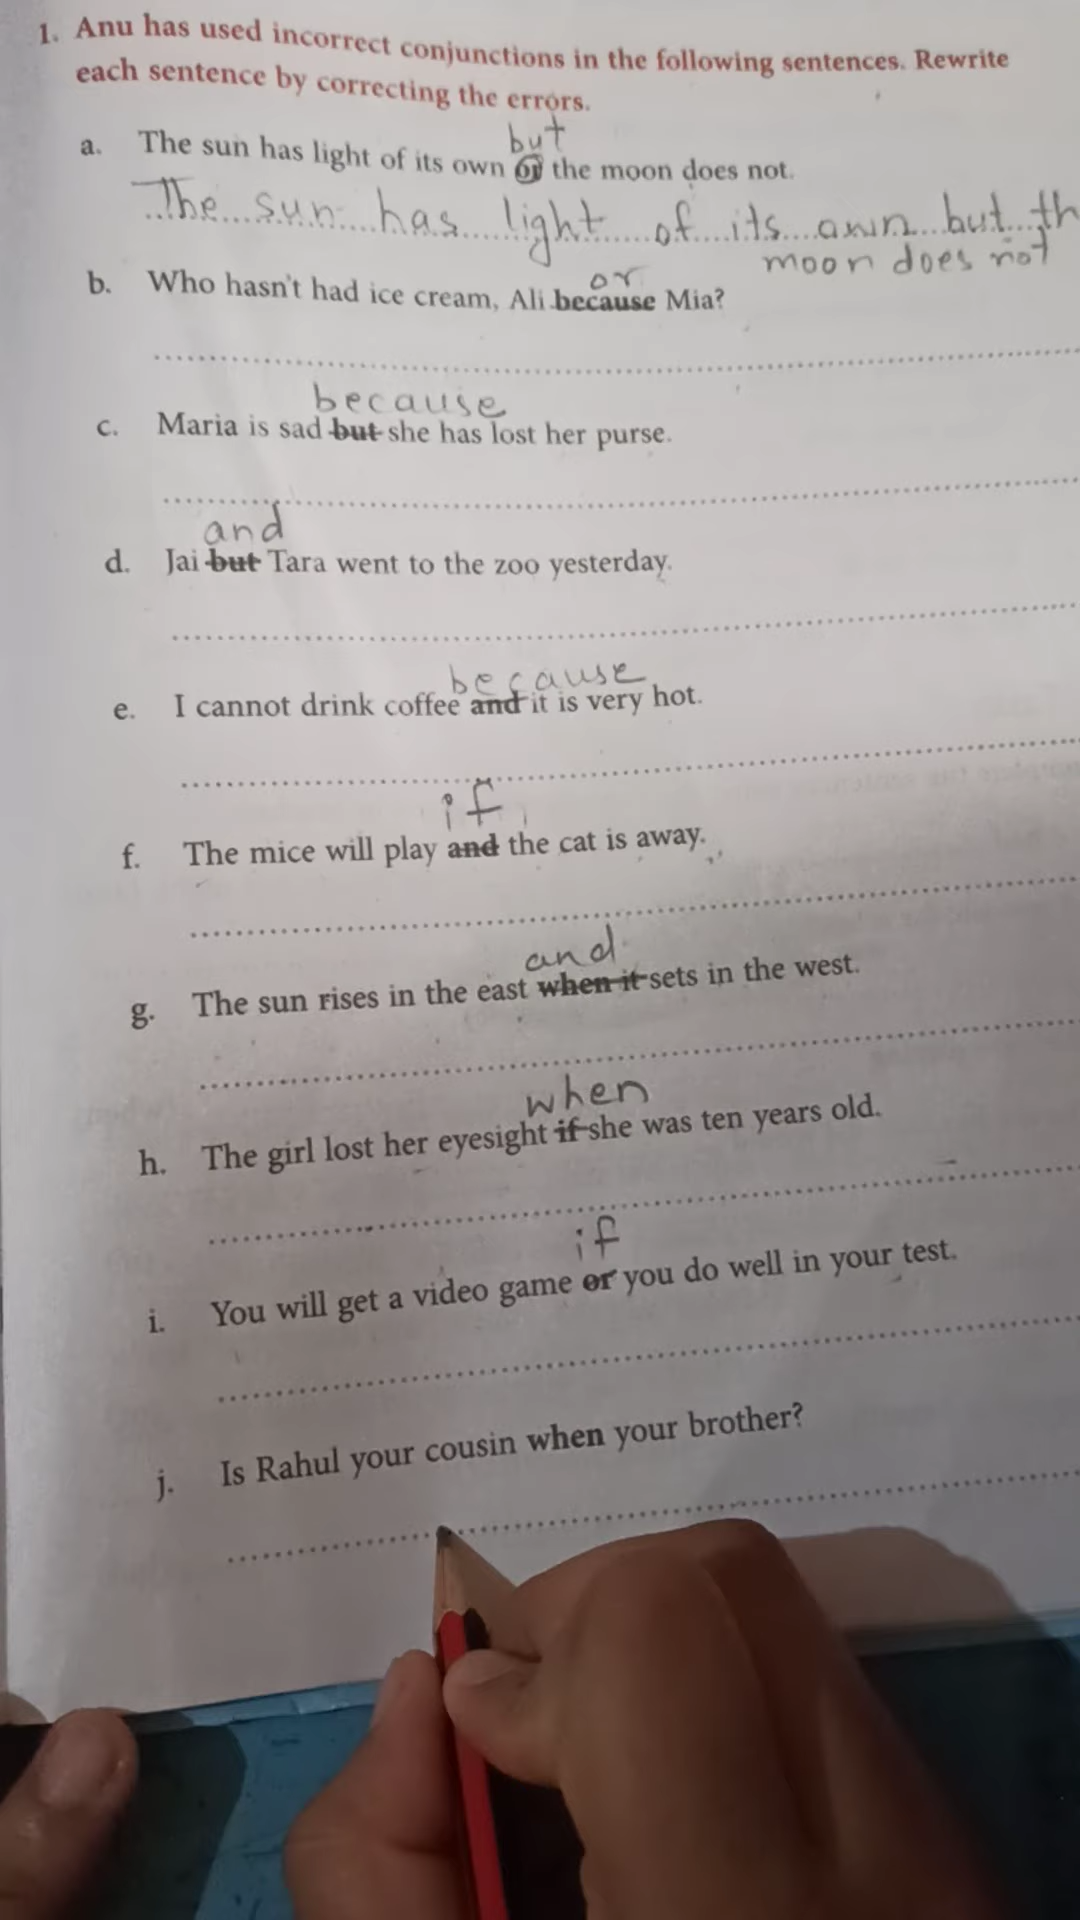 1. Anu has used incorrect conjunctions in the following sentences. Rewrite
each sentence by correcting the errors.
but
a. The sun has light of its own or the moon does not.
The sun has light of its own but th
moon does not
or
b. Who hasn't had ice cream, Ali because Mia?
because
c. Maria is sad but she has lost her purse.
and
d. Jai but Tara went to the zoo yesterday.
because
e. I cannot drink coffee and it is very hot.
if
f. The mice will play and the cat is away.
and
g. The sun rises in the east when it sets in the west.
when
h. The girl lost her eyesight if she was ten years old.
if
i. You will get a video game or you do well in your test.
j. Is Rahul your cousin when your brother?